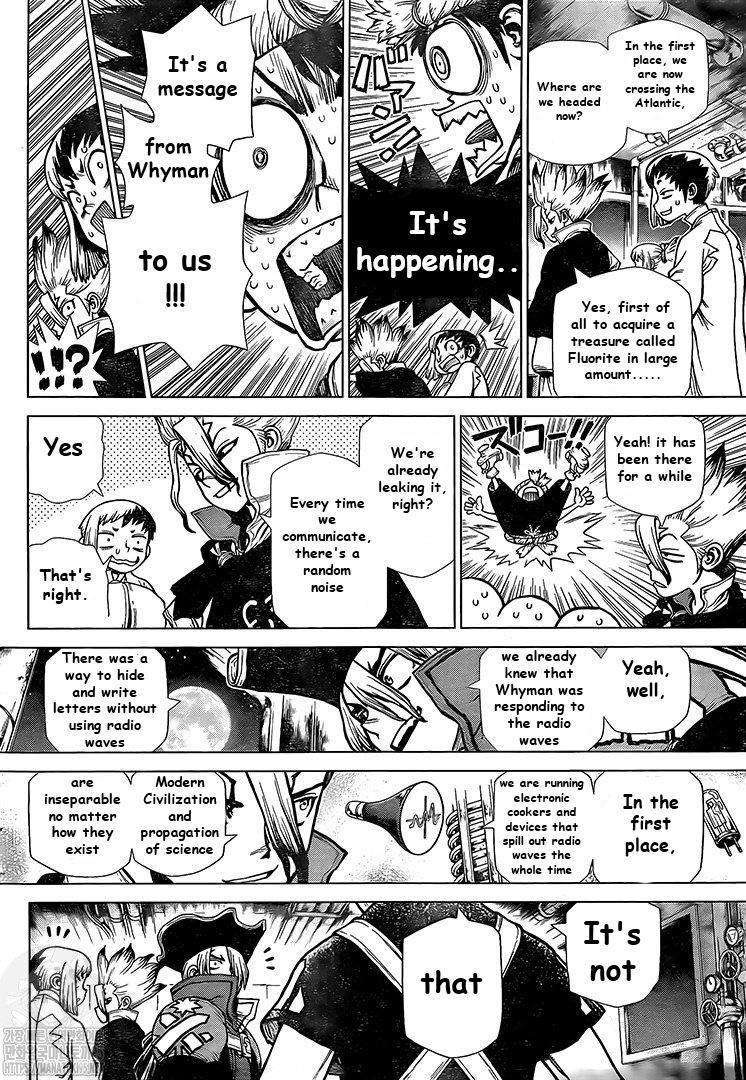 In the first
place, we
are now
crossing the
Atlantic,
Where are
we headed
now?
Yes, first of
all to acquire a
treasure called
Fluorite in large
amount.....
It's
happening..
It's a
message
from
Whyman
to us
!!!
!!?
Yeah! it has
been there
for a while
ズコー!!
We're
already
leaking it,
right?
Every time
we
communicate,
there's a
random
noise
Yes
That's
right.
Yeah,
well,
we already
knew that
Whyman was
responding to
the radio
waves
There was a
way to hide
and write
letters without
using radio
waves
In the
first
place,
we are running
electronic
cookers and
devices that
spill out radio
waves the
whole time
Modern
Civilization
and
propagation
of science
are
inseparable
no matter
how they
exist
It's
not
that